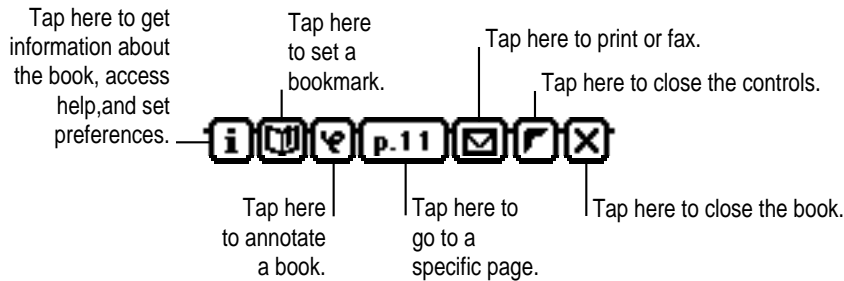 Tap here to get
information about
the book, access
help,and set
preferences.
Tap here
to set a
bookmark.
Tap here to print or fax.
Tap here to close the controls.
i
p.11
Tap here
to annotate
a book.
Tap here to
go to a
specific page.
Tap here to close the book.